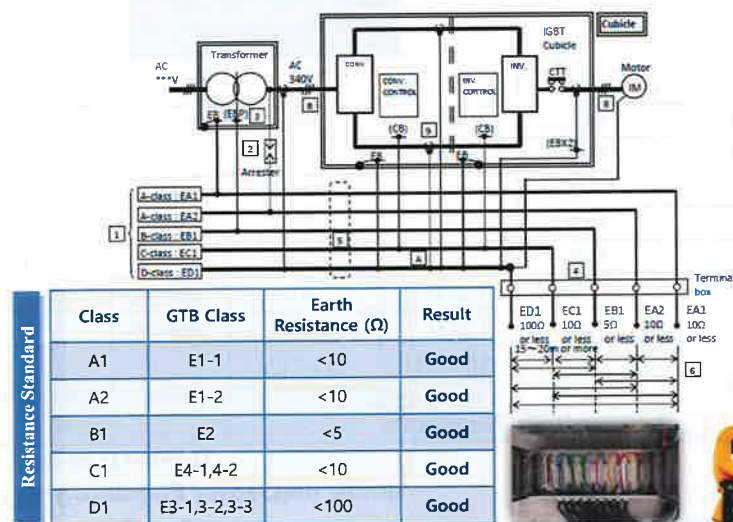 Cubicle
AC
***V
Transformer
AC
340V
CONV
CONV.
CONTROL
INV.
CONTROL
INV.
IGBT
Cubicle
CTT
Motor
IM
8
8
EB
3
2
Arrester
9
(CB)
(CB)
EB
EB
(EBX2)
1
A-class : EA1
A-class : EA2
B-class : EB1
C-class : EC1
D-class : ED1
5
A
4
Terminal
box
ED1
100Ω
or less
EC1
10Ω
or less
EB1
5Ω
or less
EA2
10Ω
or less
EA1
10Ω
or less
15~20m or more
6
Resistance Standard
Class GTB Class Earth Resistance (Ω) Result
A1 E1-1 <10 Good
A2 E1-2 <10 Good
B1 E2 <5 Good
C1 E4-1,4-2 <10 Good
D1 E3-1,3-2,3-3 <100 Good